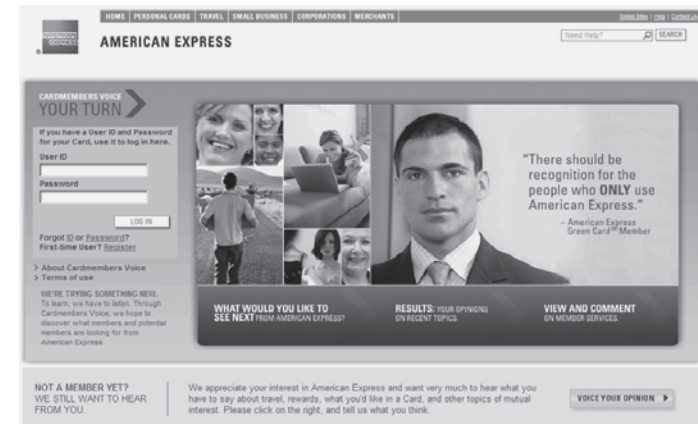 HOME PERSONAL CARDS TRAVEL SMALL BUSINESS CORPORATIONS MERCHANTS
Global Sites | Help | Contact Us
AMERICAN EXPRESS
AMERICAN EXPRESS
Need Help? SEARCH
CARDMEMBERS VOICE
YOUR TURN
If you have a User ID and Password
for your Card, use it to log in here.
User ID
Password
LOG IN
Forgot ID or Password?
First-time User? Register
> About Cardmembers Voice
> Terms of use
WE'RE TRYING SOMETHING NEW.
To learn, we have to listen. Through
Cardmembers Voice, we hope to
discover what members and potential
members are looking for from
American Express.
"There should be
recognition for the
people who ONLY use
American Express."
– American Express
Green Card℠ Member
WHAT WOULD YOU LIKE TO
SEE NEXT FROM AMERICAN EXPRESS?
RESULTS: YOUR OPINIONS
ON RECENT TOPICS.
VIEW AND COMMENT
ON MEMBER SERVICES.
NOT A MEMBER YET?
WE STILL WANT TO HEAR
FROM YOU.
We appreciate your interest in American Express and want very much to hear what you
have to say about travel, rewards, what you'd like in a Card, and other topics of mutual
interest. Please click on the right, and tell us what you think.
VOICE YOUR OPINION